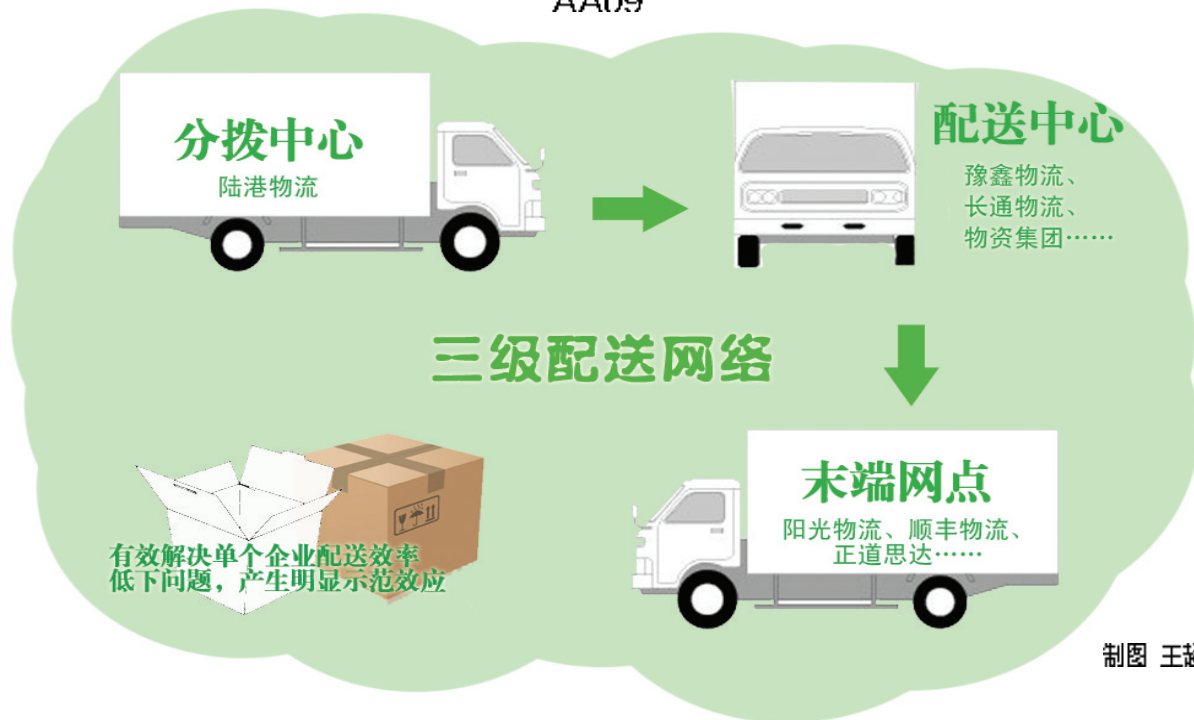 分拨中心
陆港物流
配送中心
豫鑫物流、
长通物流、
物资集团……
三级配送网络
末端网点
阳光物流、顺丰物流、
正道思达……
有效解决单个企业配送效率
低下问题，产生明显示范效应
制图 王